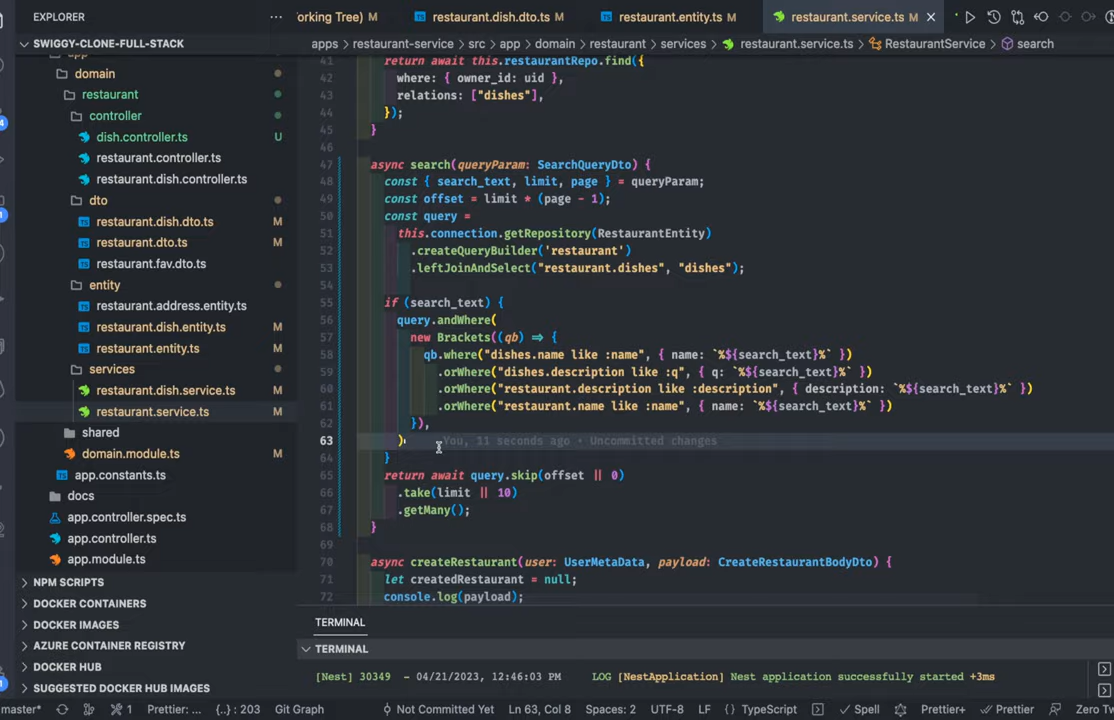 EXPLORER
SWIGGY-CLONE-FULL-STACK
domain
restaurant
controller
dish.controller.ts U
restaurant.controller.ts
restaurant.dish.controller.ts
dto
restaurant.dish.dto.ts M
restaurant.dto.ts M
restaurant.fav.dto.ts
entity
restaurant.address.entity.ts
restaurant.dish.entity.ts M
restaurant.entity.ts M
services
restaurant.dish.service.ts M
restaurant.service.ts M
shared
domain.module.ts M
app.constants.ts
docs
app.controller.spec.ts
app.controller.ts
app.module.ts
NPM SCRIPTS
DOCKER CONTAINERS
DOCKER IMAGES
AZURE CONTAINER REGISTRY
DOCKER HUB
SUGGESTED DOCKER HUB IMAGES
orking Tree) M restaurant.dish.dto.ts M restaurant.entity.ts M restaurant.service.ts M
apps > restaurant-service > src > app > domain > restaurant > services > restaurant.service.ts > RestaurantService > search
41 return await this.restaurantRepo.find({
42 where: { owner_id: uid },
43 relations: ["dishes"],
44 });
45 }
46
47 async search(queryParam: SearchQueryDto) {
48 const { search_text, limit, page } = queryParam;
49 const offset = limit * (page - 1);
50 const query =
51 this.connection.getRepository(RestaurantEntity)
52 .createQueryBuilder('restaurant')
53 .leftJoinAndSelect("restaurant.dishes", "dishes");
54
55 if (search_text) {
56 query.andWhere(
57 new Brackets((qb) => {
58 qb.where("dishes.name like :name", { name: `%${search_text}%` })
59 .orWhere("dishes.description like :q", { q: `%${search_text}%` })
60 .orWhere("restaurant.description like :description", { description: `%${search_text}%` })
61 .orWhere("restaurant.name like :name", { name: `%${search_text}%` })
62 }),
63 ) You, 11 seconds ago • Uncommitted changes
64 }
65 return await query.skip(offset || 0)
66 .take(limit || 10)
67 .getMany();
68 }
69
70 async createRestaurant(user: UserMetaData, payload: CreateRestaurantBodyDto) {
71 let createdRestaurant = null;
72 console.log(payload);
TERMINAL
TERMINAL
[Nest] 30349 - 04/21/2023, 12:46:03 PM LOG [NestApplication] Nest application successfully started +3ms
master* 1 Prettier: ... {..} : 203 Git Graph Not Committed Yet Ln 63, Col 8 Spaces: 2 UTF-8 LF {} TypeScript Spell Prettier+ Prettier Zero Tw